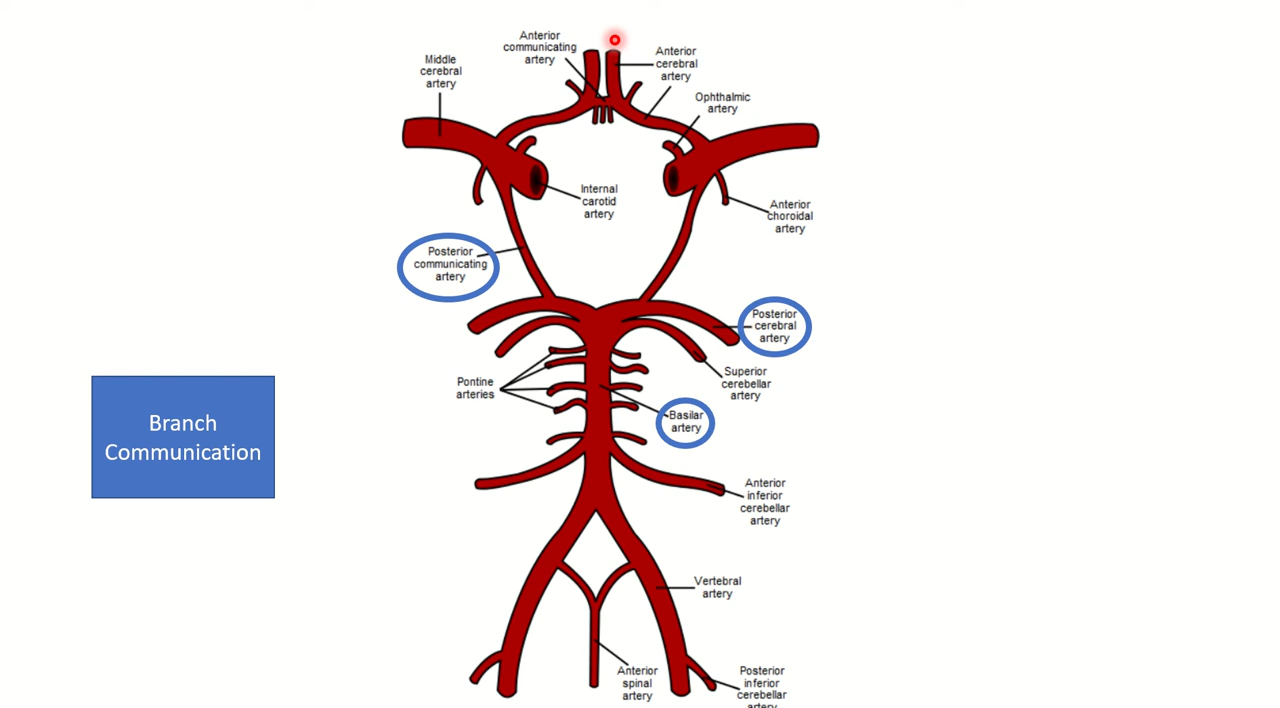 Anterior
communicating
artery
Anterior
cerebral
artery
Middle
cerebral
artery
Ophthalmic
artery
Internal
carotid
artery
Anterior
choroidal
artery
Posterior
communicating
artery
Posterior
cerebral
artery
Superior
cerebellar
artery
Pontine
arteries
Basilar
artery
Branch
Communication
Anterior
inferior
cerebellar
artery
Vertebral
artery
Anterior
spinal
artery
Posterior
inferior
cerebellar
artery